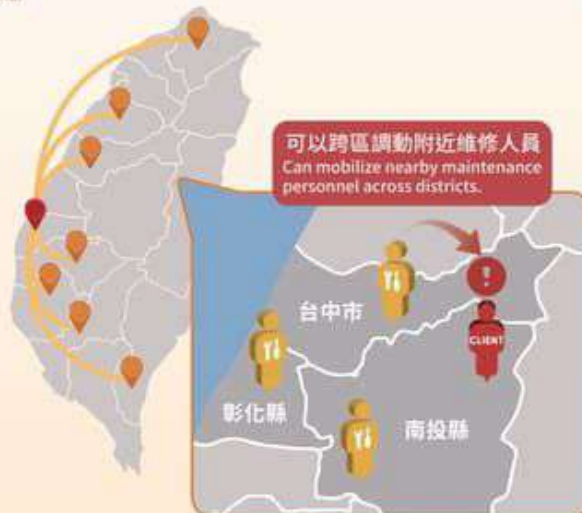 可以跨區調動附近維修人員
Can mobilize nearby maintenance
personnel across districts.
台中市
CLIENT
彰化縣
南投縣